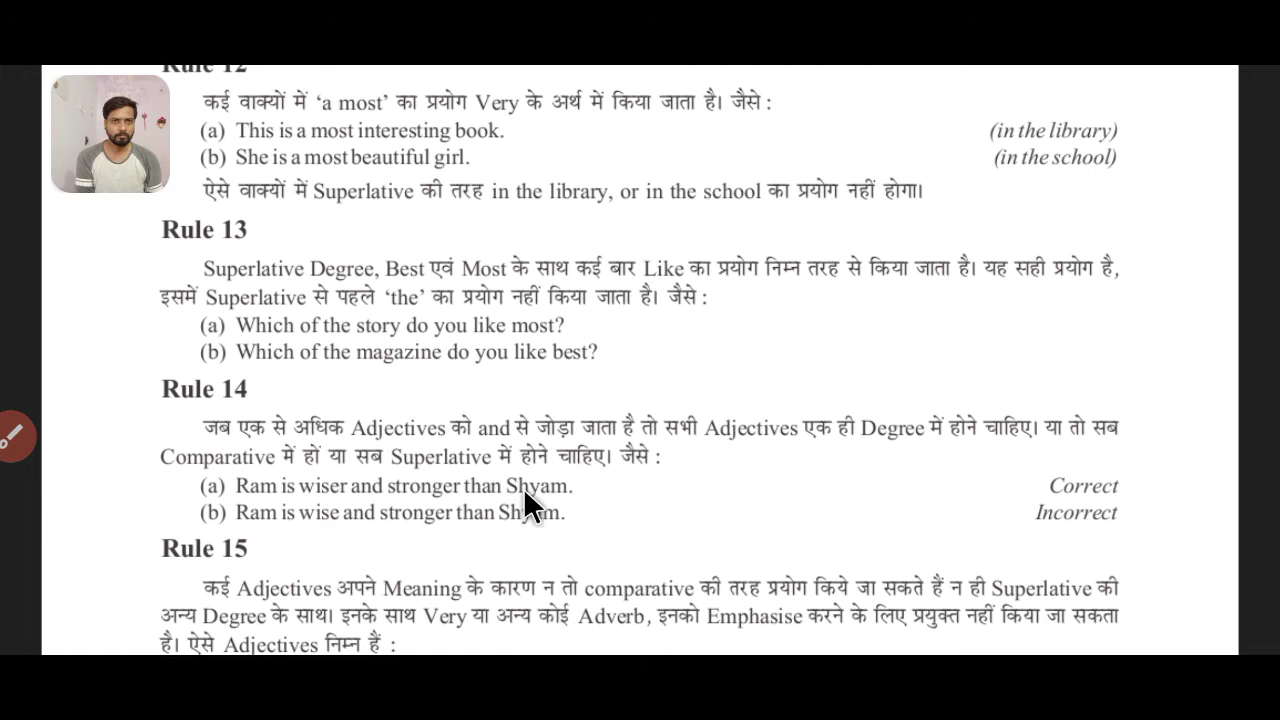 Rule 12
कई वाक्यों में ‘a most’ का प्रयोग Very के अर्थ में किया जाता है। जैसे :
(a) This is a most interesting book. (in the library)
(b) She is a most beautiful girl. (in the school)
ऐसे वाक्यों में Superlative की तरह in the library, or in the school का प्रयोग नहीं होगा।
Rule 13
Superlative Degree, Best एवं Most के साथ कई बार Like का प्रयोग निम्न तरह से किया जाता है। यह सही प्रयोग है,
इसमें Superlative से पहले ‘the’ का प्रयोग नहीं किया जाता है। जैसे :
(a) Which of the story do you like most?
(b) Which of the magazine do you like best?
Rule 14
जब एक से अधिक Adjectives को and से जोड़ा जाता है तो सभी Adjectives एक ही Degree में होने चाहिए। या तो सब
Comparative में हों या सब Superlative में होने चाहिए। जैसे :
(a) Ram is wiser and stronger than Shyam. Correct
(b) Ram is wise and stronger than Shyam. Incorrect
Rule 15
कई Adjectives अपने Meaning के कारण न तो comparative की तरह प्रयोग किये जा सकते हैं न ही Superlative की
अन्य Degree के साथ। इनके साथ Very या अन्य कोई Adverb, इनको Emphasise करने के लिए प्रयुक्त नहीं किया जा सकता
है। ऐसे Adjectives निम्न हैं :